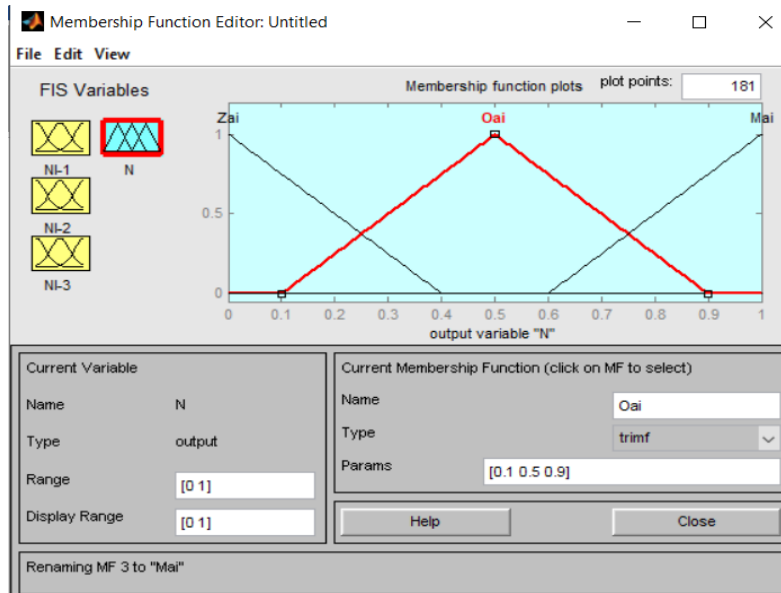 Membership Function Editor: Untitled
File Edit View
FIS Variables
Membership function plots plot points: 181
NI-1
N
NI-2
NI-3
Zai Oai Mai
1
0.5
0
0 0.1 0.2 0.3 0.4 0.5 0.6 0.7 0.8 0.9 1
output variable "N"
Current Variable
Name N
Type output
Range [0 1]
Display Range [0 1]
Current Membership Function (click on MF to select)
Name Oai
Type trimf
Params [0.1 0.5 0.9]
Help Close
Renaming MF 3 to "Mai"